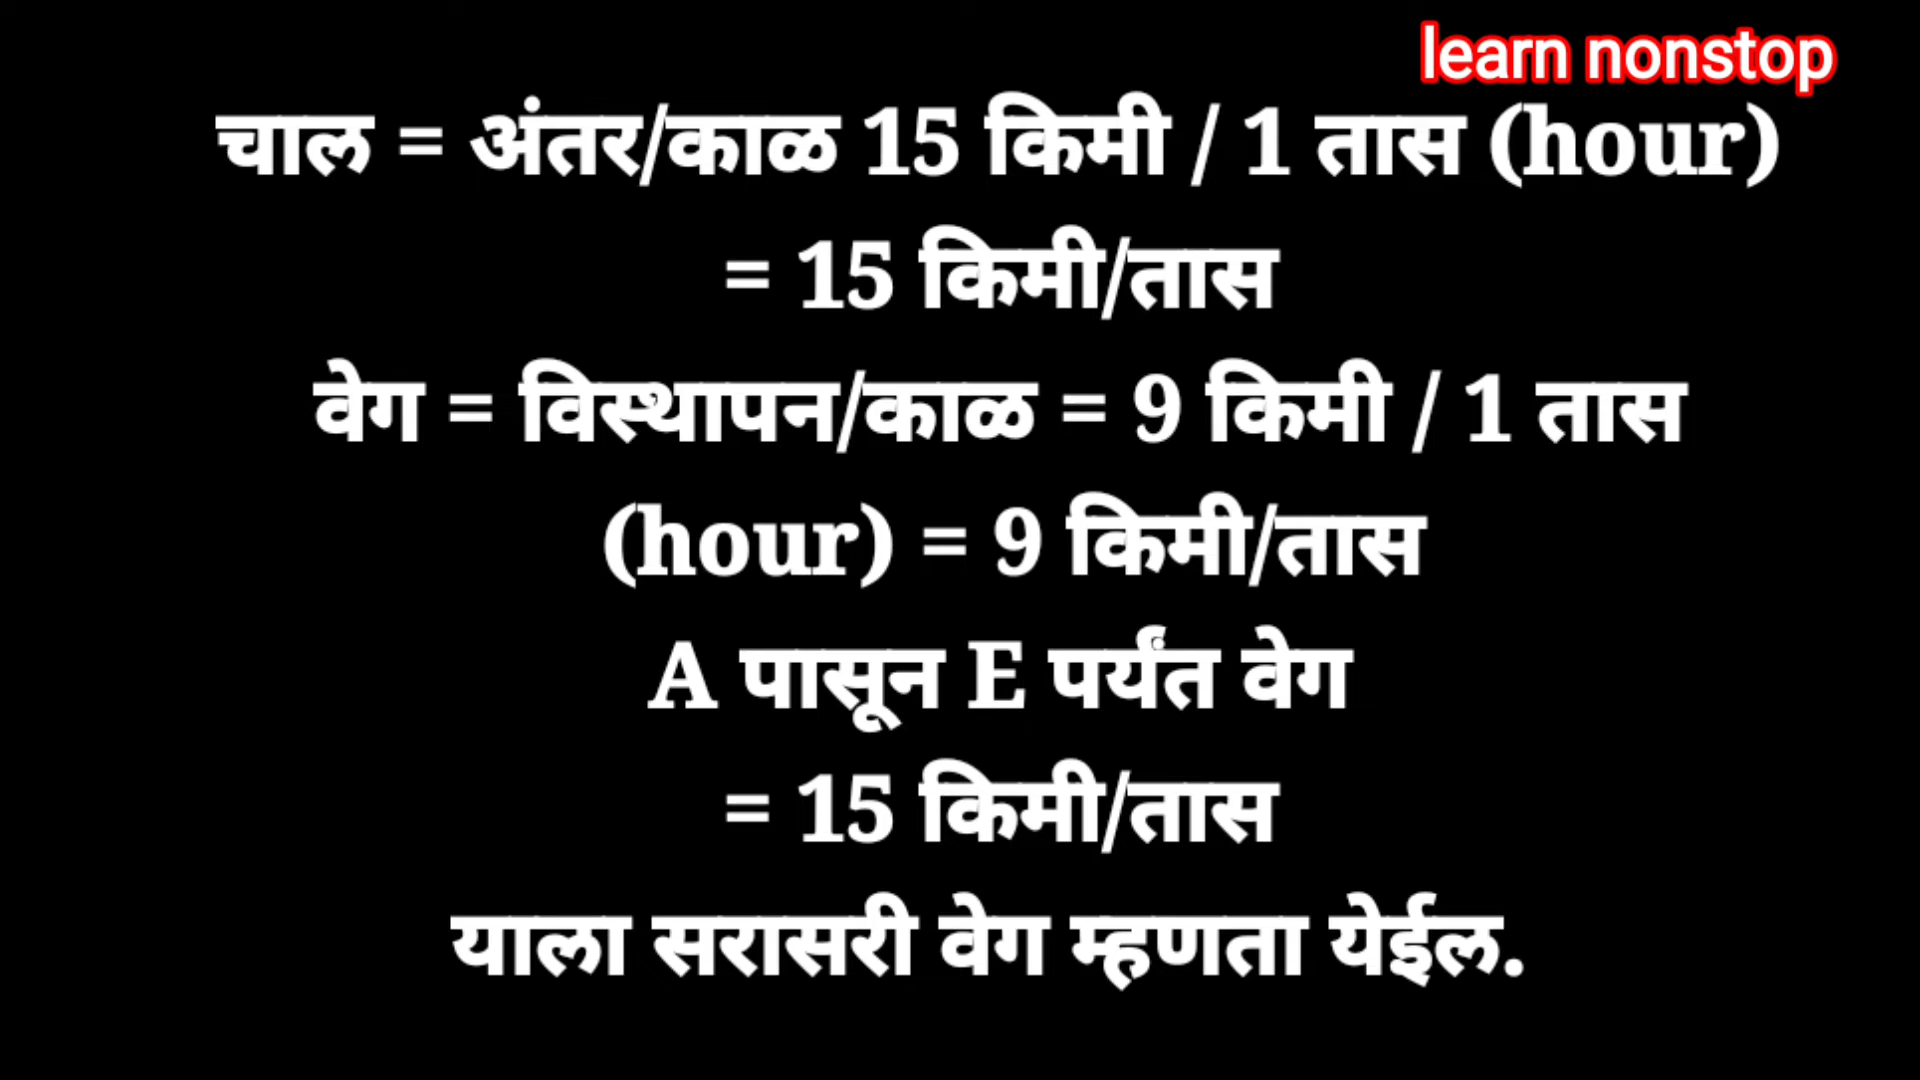 learn nonstop
चाल = अंतर/काळ 15 किमी / 1 तास (hour)
= 15 किमी/तास
वेग = विस्थापन/काळ = 9 किमी / 1 तास
(hour) = 9 किमी/तास
A पासून E पर्यंत वेग
= 15 किमी/तास
याला सरासरी वेग म्हणता येईल.